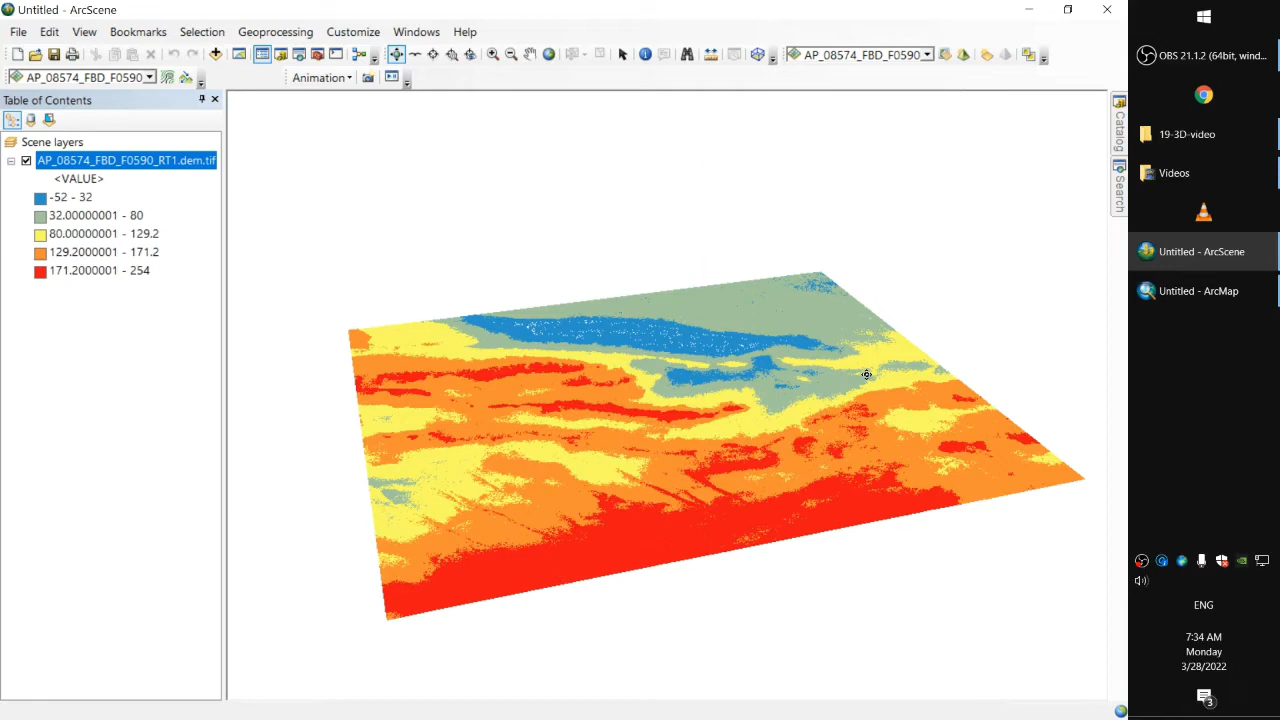 Untitled - ArcScene
File Edit View Bookmarks Selection Geoprocessing Customize Windows Help
AP_08574_FBD_F0590
AP_08574_FBD_F0590
Animation
Table of Contents
Scene layers
AP_08574_FBD_F0590_RT1.dem.tif
<VALUE>
-52 - 32
32.00000001 - 80
80.00000001 - 129.2
129.2000001 - 171.2
171.2000001 - 254
Catalog
Search
OBS 21.1.2 (64bit, wind...
19-3D-video
Videos
Untitled - ArcScene
Untitled - ArcMap
ENG
7:34 AM
Monday
3/28/2022
3